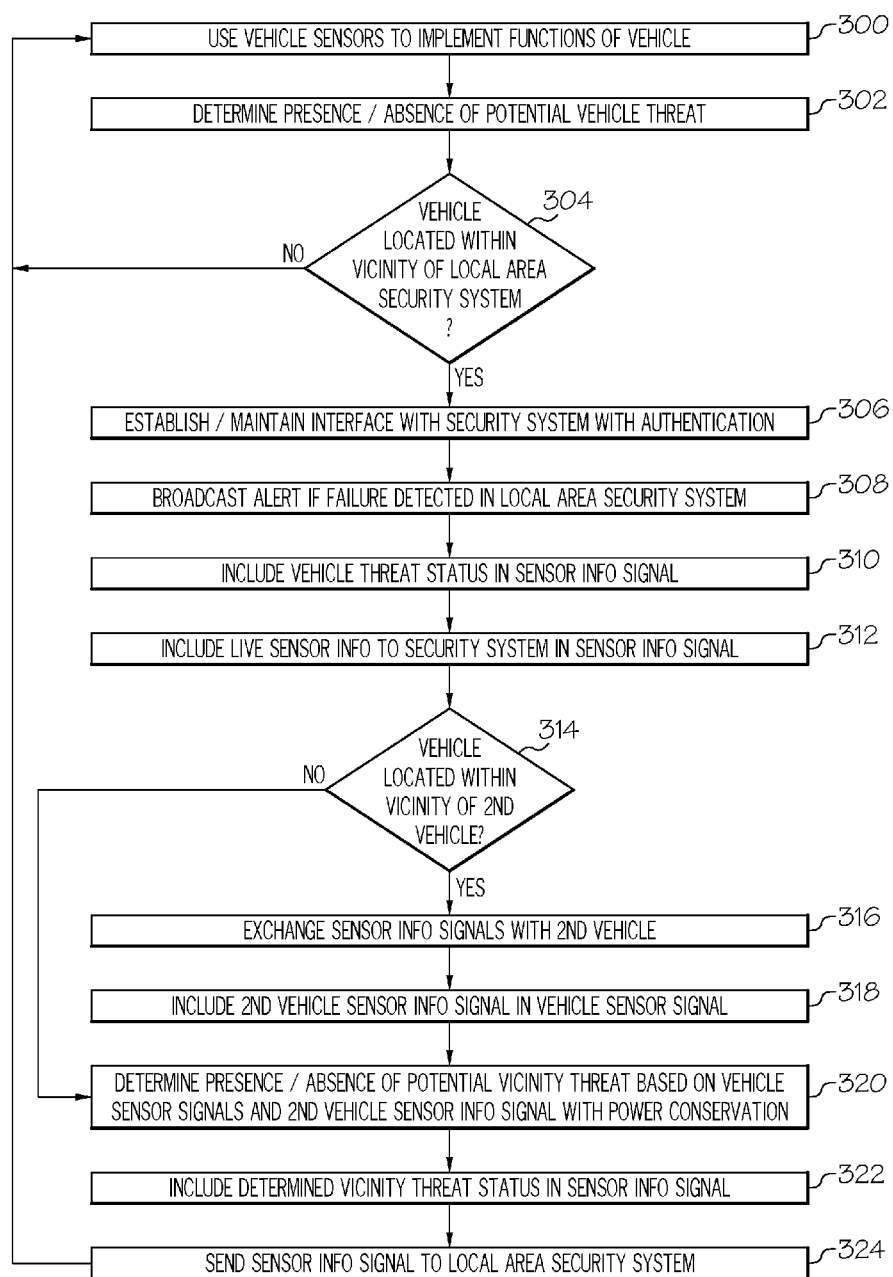 USE VEHICLE SENSORS TO IMPLEMENT FUNCTIONS OF VEHICLE
300
DETERMINE PRESENCE / ABSENCE OF POTENTIAL VEHICLE THREAT
302
304
VEHICLE
LOCATED WITHIN
VICINITY OF LOCAL AREA
SECURITY SYSTEM
?
NO
YES
ESTABLISH / MAINTAIN INTERFACE WITH SECURITY SYSTEM WITH AUTHENTICATION
306
BROADCAST ALERT IF FAILURE DETECTED IN LOCAL AREA SECURITY SYSTEM
308
INCLUDE VEHICLE THREAT STATUS IN SENSOR INFO SIGNAL
310
INCLUDE LIVE SENSOR INFO TO SECURITY SYSTEM IN SENSOR INFO SIGNAL
312
314
VEHICLE
LOCATED WITHIN
VICINITY OF 2ND
VEHICLE?
NO
YES
EXCHANGE SENSOR INFO SIGNALS WITH 2ND VEHICLE
316
INCLUDE 2ND VEHICLE SENSOR INFO SIGNAL IN VEHICLE SENSOR SIGNAL
318
DETERMINE PRESENCE / ABSENCE OF POTENTIAL VICINITY THREAT BASED ON VEHICLE
SENSOR SIGNALS AND 2ND VEHICLE SENSOR INFO SIGNAL WITH POWER CONSERVATION
320
INCLUDE DETERMINED VICINITY THREAT STATUS IN SENSOR INFO SIGNAL
322
SEND SENSOR INFO SIGNAL TO LOCAL AREA SECURITY SYSTEM
324